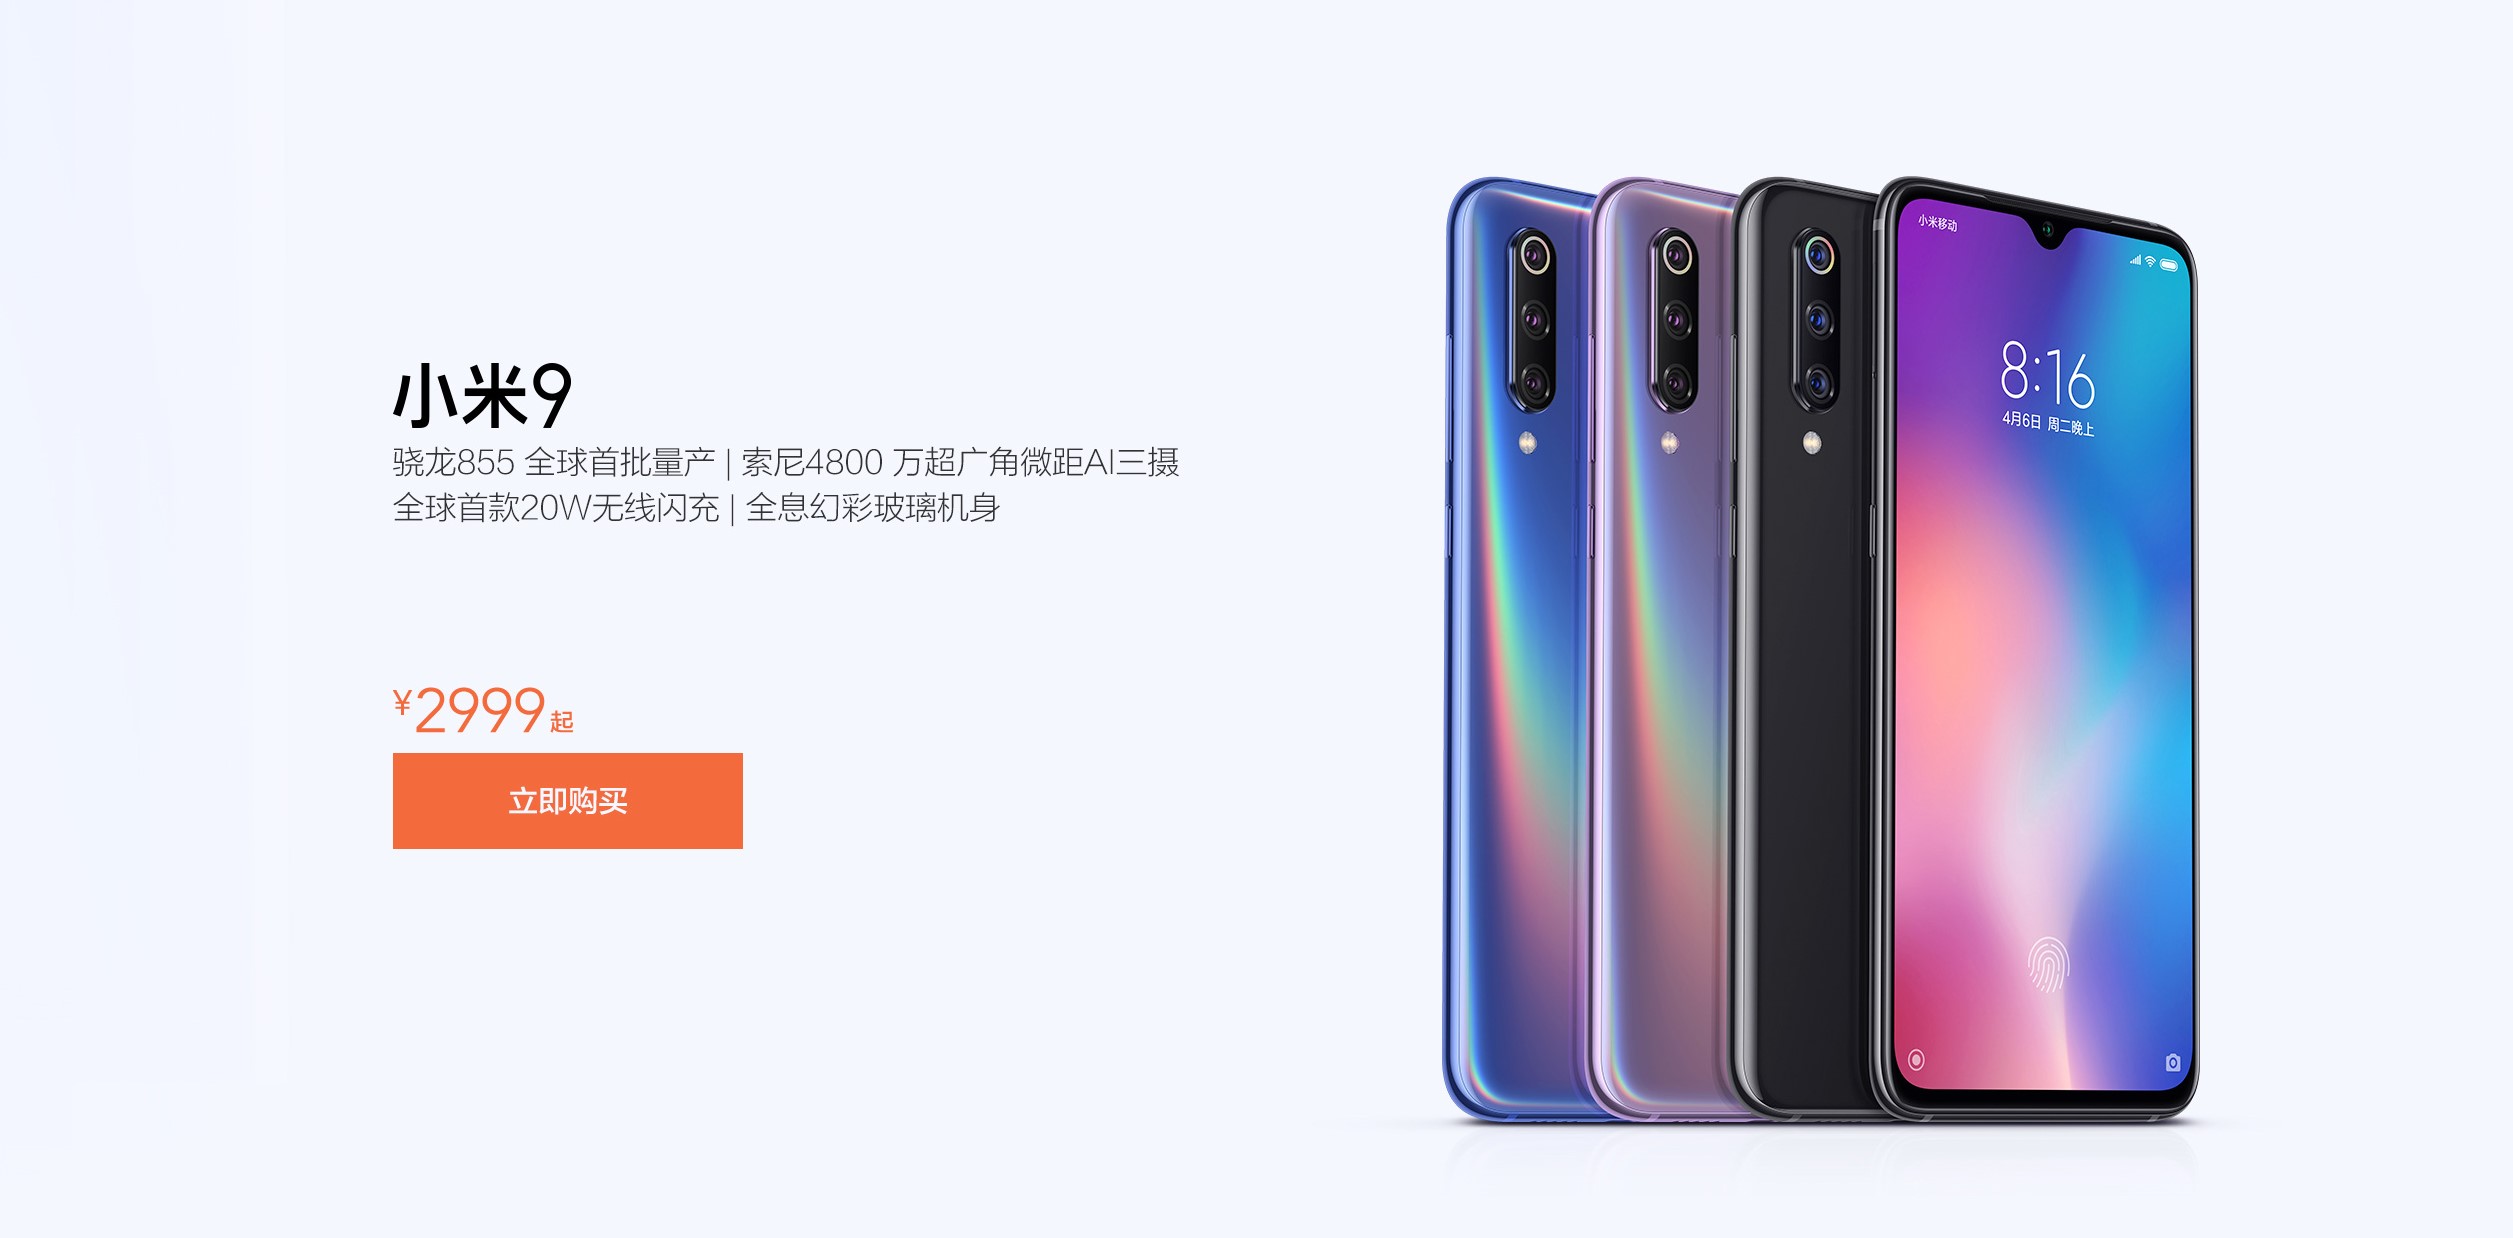 小米9
骁龙855 全球首批量产 | 索尼4800 万超广角微距AI三摄
全球首款20W无线闪充 | 全息幻彩玻璃机身
¥2999起
立即购买
小米移动
8:16
4月6日 周二晚上